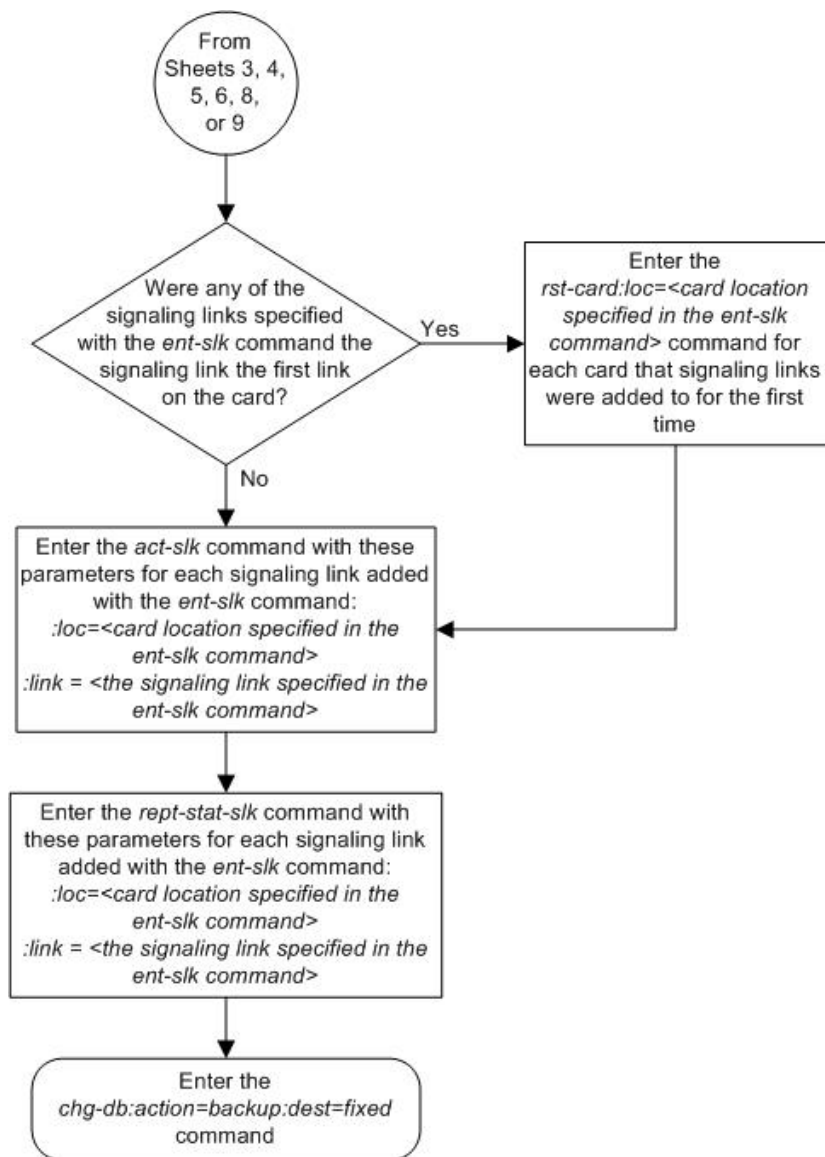 From
Sheets 3, 4,
5, 6, 8,
or 9
Were any of the
signaling links specified
with the ent-slk command the
signaling link the first link
on the card?
Yes
Enter the
rst-card:loc=<card location
specified in the ent-slk
command> command for
each card that signaling links
were added to for the first
time
No
Enter the act-slk command with these
parameters for each signaling link added
with the ent-slk command:
:loc=<card location specified in the
ent-slk command>
:link = <the signaling link specified in the
ent-slk command>
Enter the rept-stat-slk command with
these parameters for each signaling link
added with the ent-slk command:
:loc=<card location specified in the
ent-slk command>
:link = <the signaling link specified in the
ent-slk command>
Enter the
chg-db:action=backup:dest=fixed
command